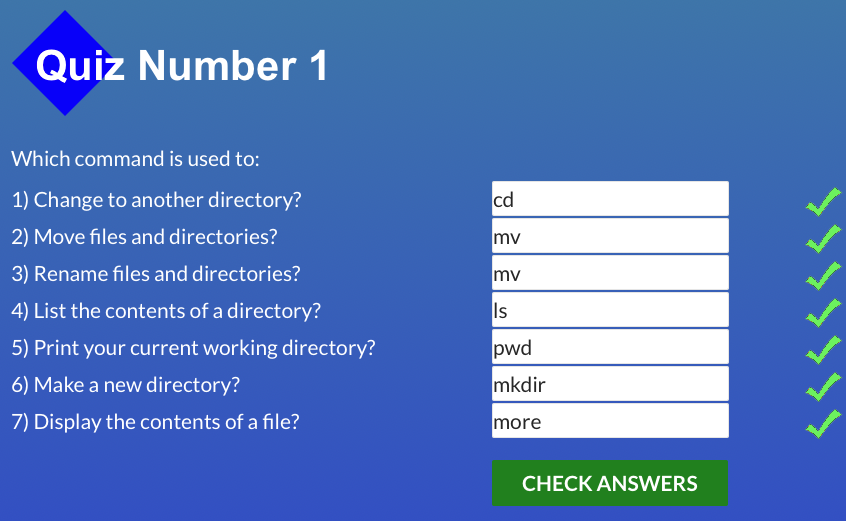 Quiz Number 1
Which command is used to:
1) Change to another directory? cd
2) Move files and directories? mv
3) Rename files and directories? mv
4) List the contents of a directory? ls
5) Print your current working directory? pwd
6) Make a new directory? mkdir
7) Display the contents of a file? more
CHECK ANSWERS